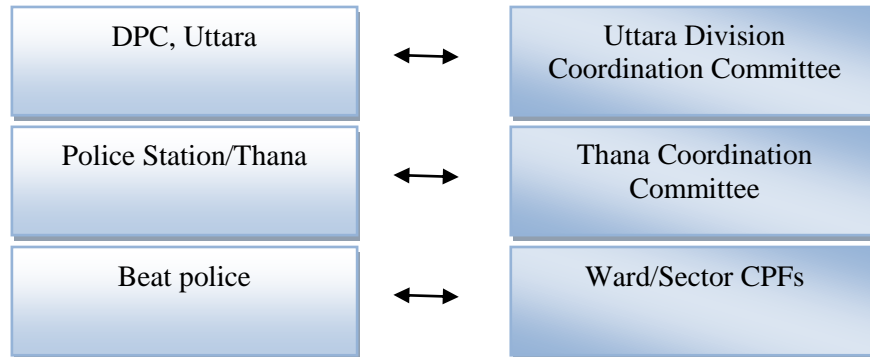 DPC, Uttara
Uttara Division
Coordination Committee
Police Station/Thana
Thana Coordination
Committee
Beat police
Ward/Sector CPFs